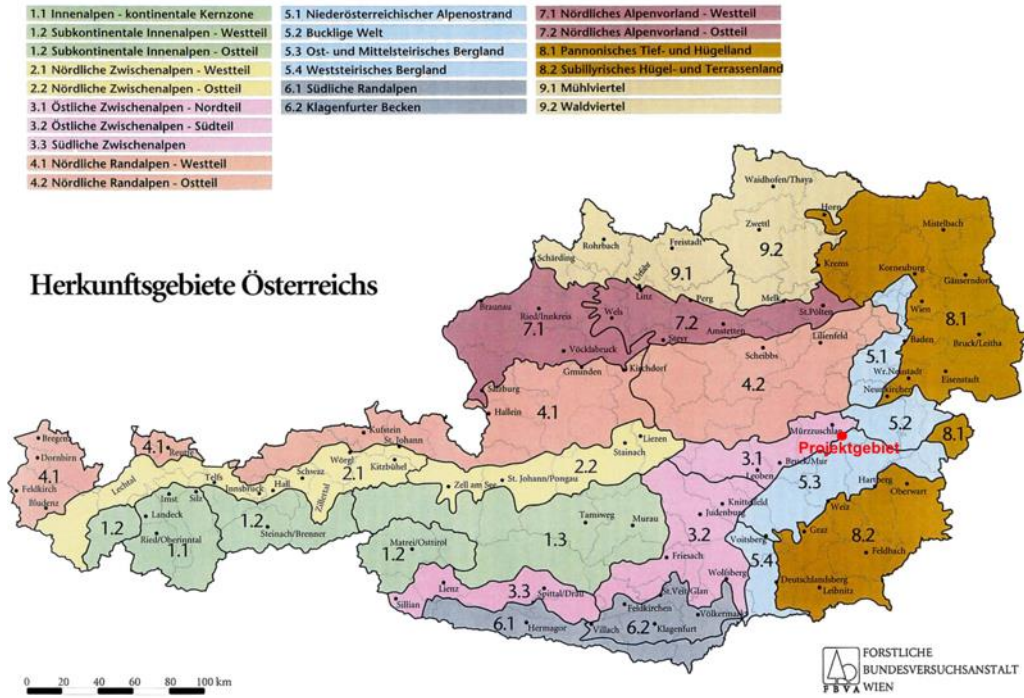 1.1 Innenalpen - kontinentale Kernzone
1.2 Subkontinentale Innenalpen - Westteil
1.2 Subkontinentale Innenalpen - Ostteil
2.1 Nördliche Zwischenalpen - Westteil
2.2 Nördliche Zwischenalpen - Ostteil
3.1 Östliche Zwischenalpen - Nordteil
3.2 Östliche Zwischenalpen - Südteil
3.3 Südliche Zwischenalpen
4.1 Nördliche Randalpen - Westteil
4.2 Nördliche Randalpen - Ostteil
5.1 Niederösterreichischer Alpenostrand
5.2 Bucklige Welt
5.3 Ost- und Mittelsteirisches Bergland
5.4 Weststeirisches Bergland
6.1 Südliche Randalpen
6.2 Klagenfurter Becken
7.1 Nördliches Alpenvorland - Westteil
7.2 Nördliches Alpenvorland - Ostteil
8.1 Pannonisches Tief- und Hügelland
8.2 Subillyrisches Hügel- und Terrassenland
9.1 Mühlviertel
9.2 Waldviertel
Herkunftsgebiete Österreichs
Waidhofen/Thaya
Horn
Zwettl
9.2
Mistelbach
Rohrbach
Freistadt
Schärding
Urfahr
9.1
Krems
Korneuburg
Gänserndorf
Braunau
Ried/Innkreis
7.1
Wels
Linz
Perg
Melk
St.Pölten
Wien
8.1
7.2
Amstetten
Steyr
Vöcklabruck
Lilienfeld
Baden
Bruck/Leitha
Scheibbs
5.1
Gmunden
Kirchdorf
Wr.Neustadt
Eisenstadt
Neunkirchen
Salzburg
Hallein
4.1
4.2
5.2
Mürzzuschlag
Projektgebiet
8.1
Bregenz
Dornbirn
4.1
Feldkirch
Bludenz
4.1
Reutte
Kufstein
St. Johann
Wörgl
Kitzbühel
2.1
Schwaz
Zillertal
Lechtal
Telfs
Imst
Silz
Innsbruck
Hall
Zell am See
St. Johann/Pongau
2.2
Stainach
Liezen
3.1
Leoben
Bruck/Mur
5.3
Hartberg
Oberwart
Weiz
1.2
Landeck
Ried/Oberinntal
1.1
1.2
Steinach/Brenner
Matrei/Osttirol
1.2
1.3
Tamsweg
Murau
Knittelfeld
Judenburg
3.2
Voitsberg
Graz
8.2
Feldbach
Friesach
5.4
Deutschlandsberg
Leibnitz
Wolfsberg
Lienz
3.3
Spittal/Drau
St.Veit/Glan
Sillian
Feldkirchen
Völkermarkt
6.1
Hermagor
Villach
6.2
Klagenfurt
0 20 40 60 80 100 km
FBVA
FORSTLICHE
BUNDESVERSUCHSANSTALT
WIEN